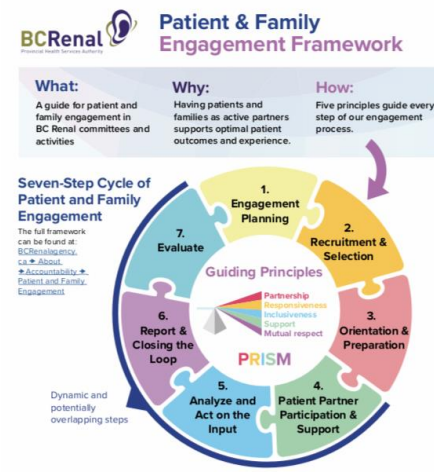 BCRenal
Provincial Health Services Authority
Patient & Family
Engagement Framework
What:
A guide for patient and
family engagement in
BC Renal committees and
activities
Why:
Having patients and
families as active partners
supports optimal patient
outcomes and experience.
How:
Five principles guide every
step of our engagement
process.
Seven-Step Cycle of
Patient and Family
Engagement
The full framework
can be found at:
BCRenalagency.
ca → About
→ Accountability →
Patient and Family
Engagement
1.
Engagement
Planning
2.
Recruitment &
Selection
3.
Orientation &
Preparation
4.
Patient Partner
Participation &
Support
5.
Analyze and
Act on the
Input
6.
Report &
Closing the
Loop
7.
Evaluate
Guiding Principles
Partnership
Responsiveness
Inclusiveness
Support
Mutual respect
PRISM
Dynamic and
potentially
overlapping steps